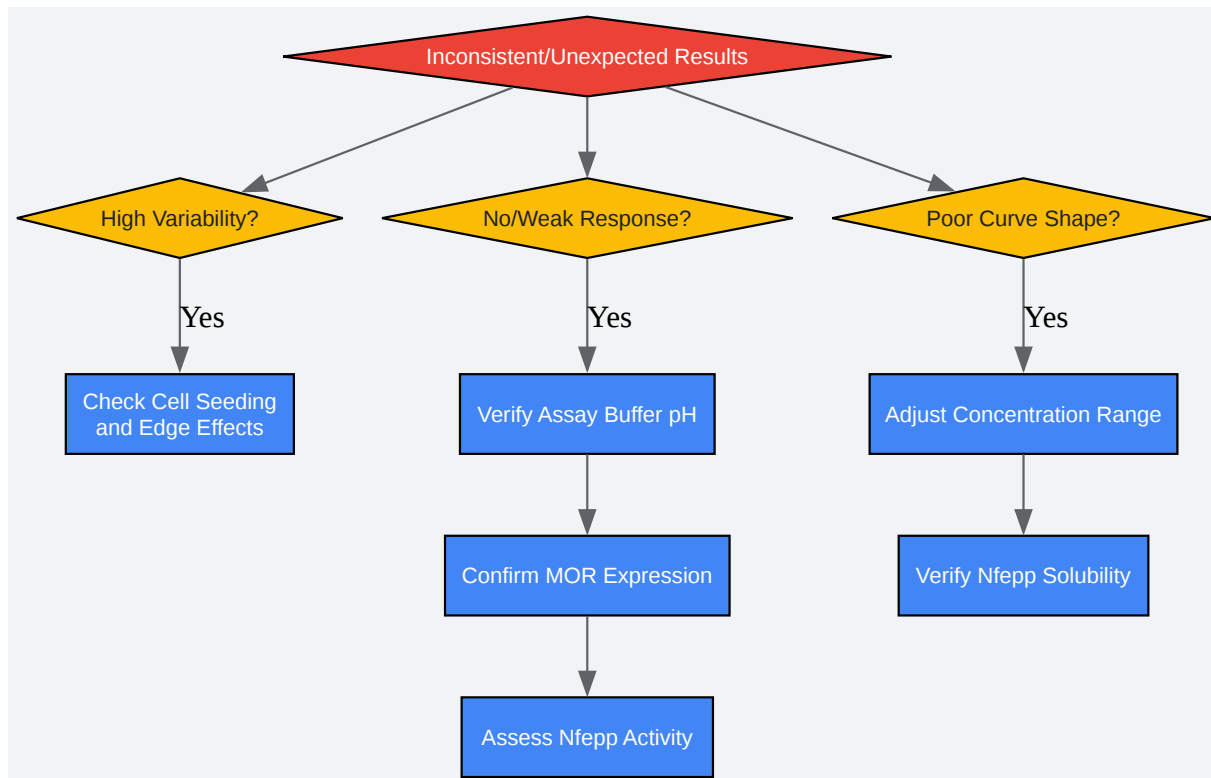 Inconsistent/Unexpected Results
High Variability?
No/Weak Response?
Poor Curve Shape?
Yes
Yes
Yes
Check Cell Seeding
and Edge Effects
Verify Assay Buffer pH
Adjust Concentration Range
Confirm MOR Expression
Verify Nfepp Solubility
Assess Nfepp Activity